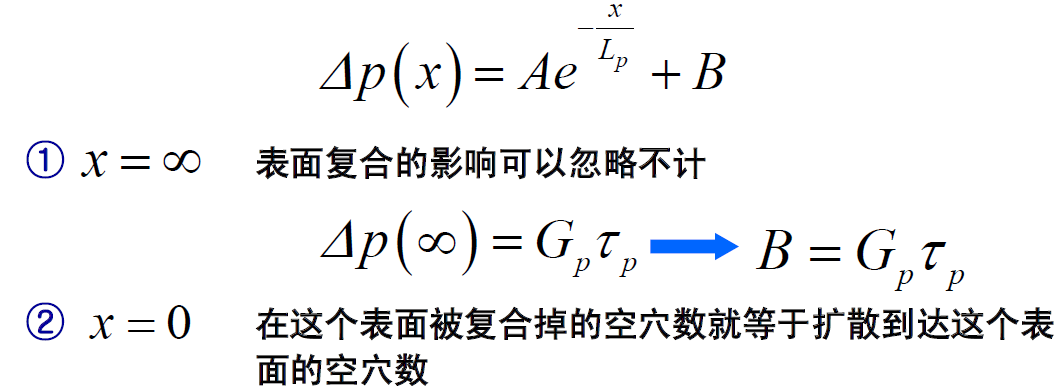 Δp(x) = Ae^{-\frac{x}{L_p}} + B
① x = ∞ 表面复合的影响可以忽略不计
Δp(∞) = G_pτ_p → B = G_pτ_p
② x = 0 在这个表面被复合掉的空穴数就等于扩散到达这个表
面的空穴数